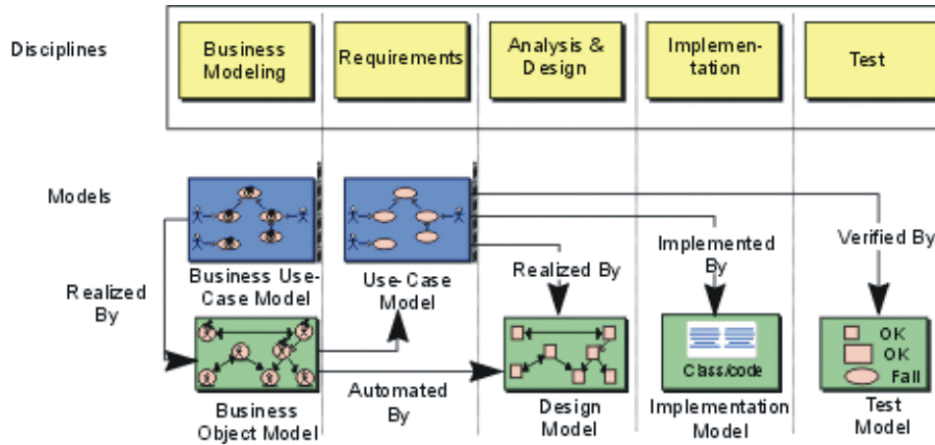 Disciplines
Business
Modeling
Requirements
Analysis &
Design
Implemen-
tation
Test
Models
Business Use-
Case Model
Use-Case
Model
Realized
By
Realized By
Implemented
By
Verified By
Automated
By
Business
Object Model
Design
Model
Class/code
Implementation
Model
OK
OK
Fail
Test
Model